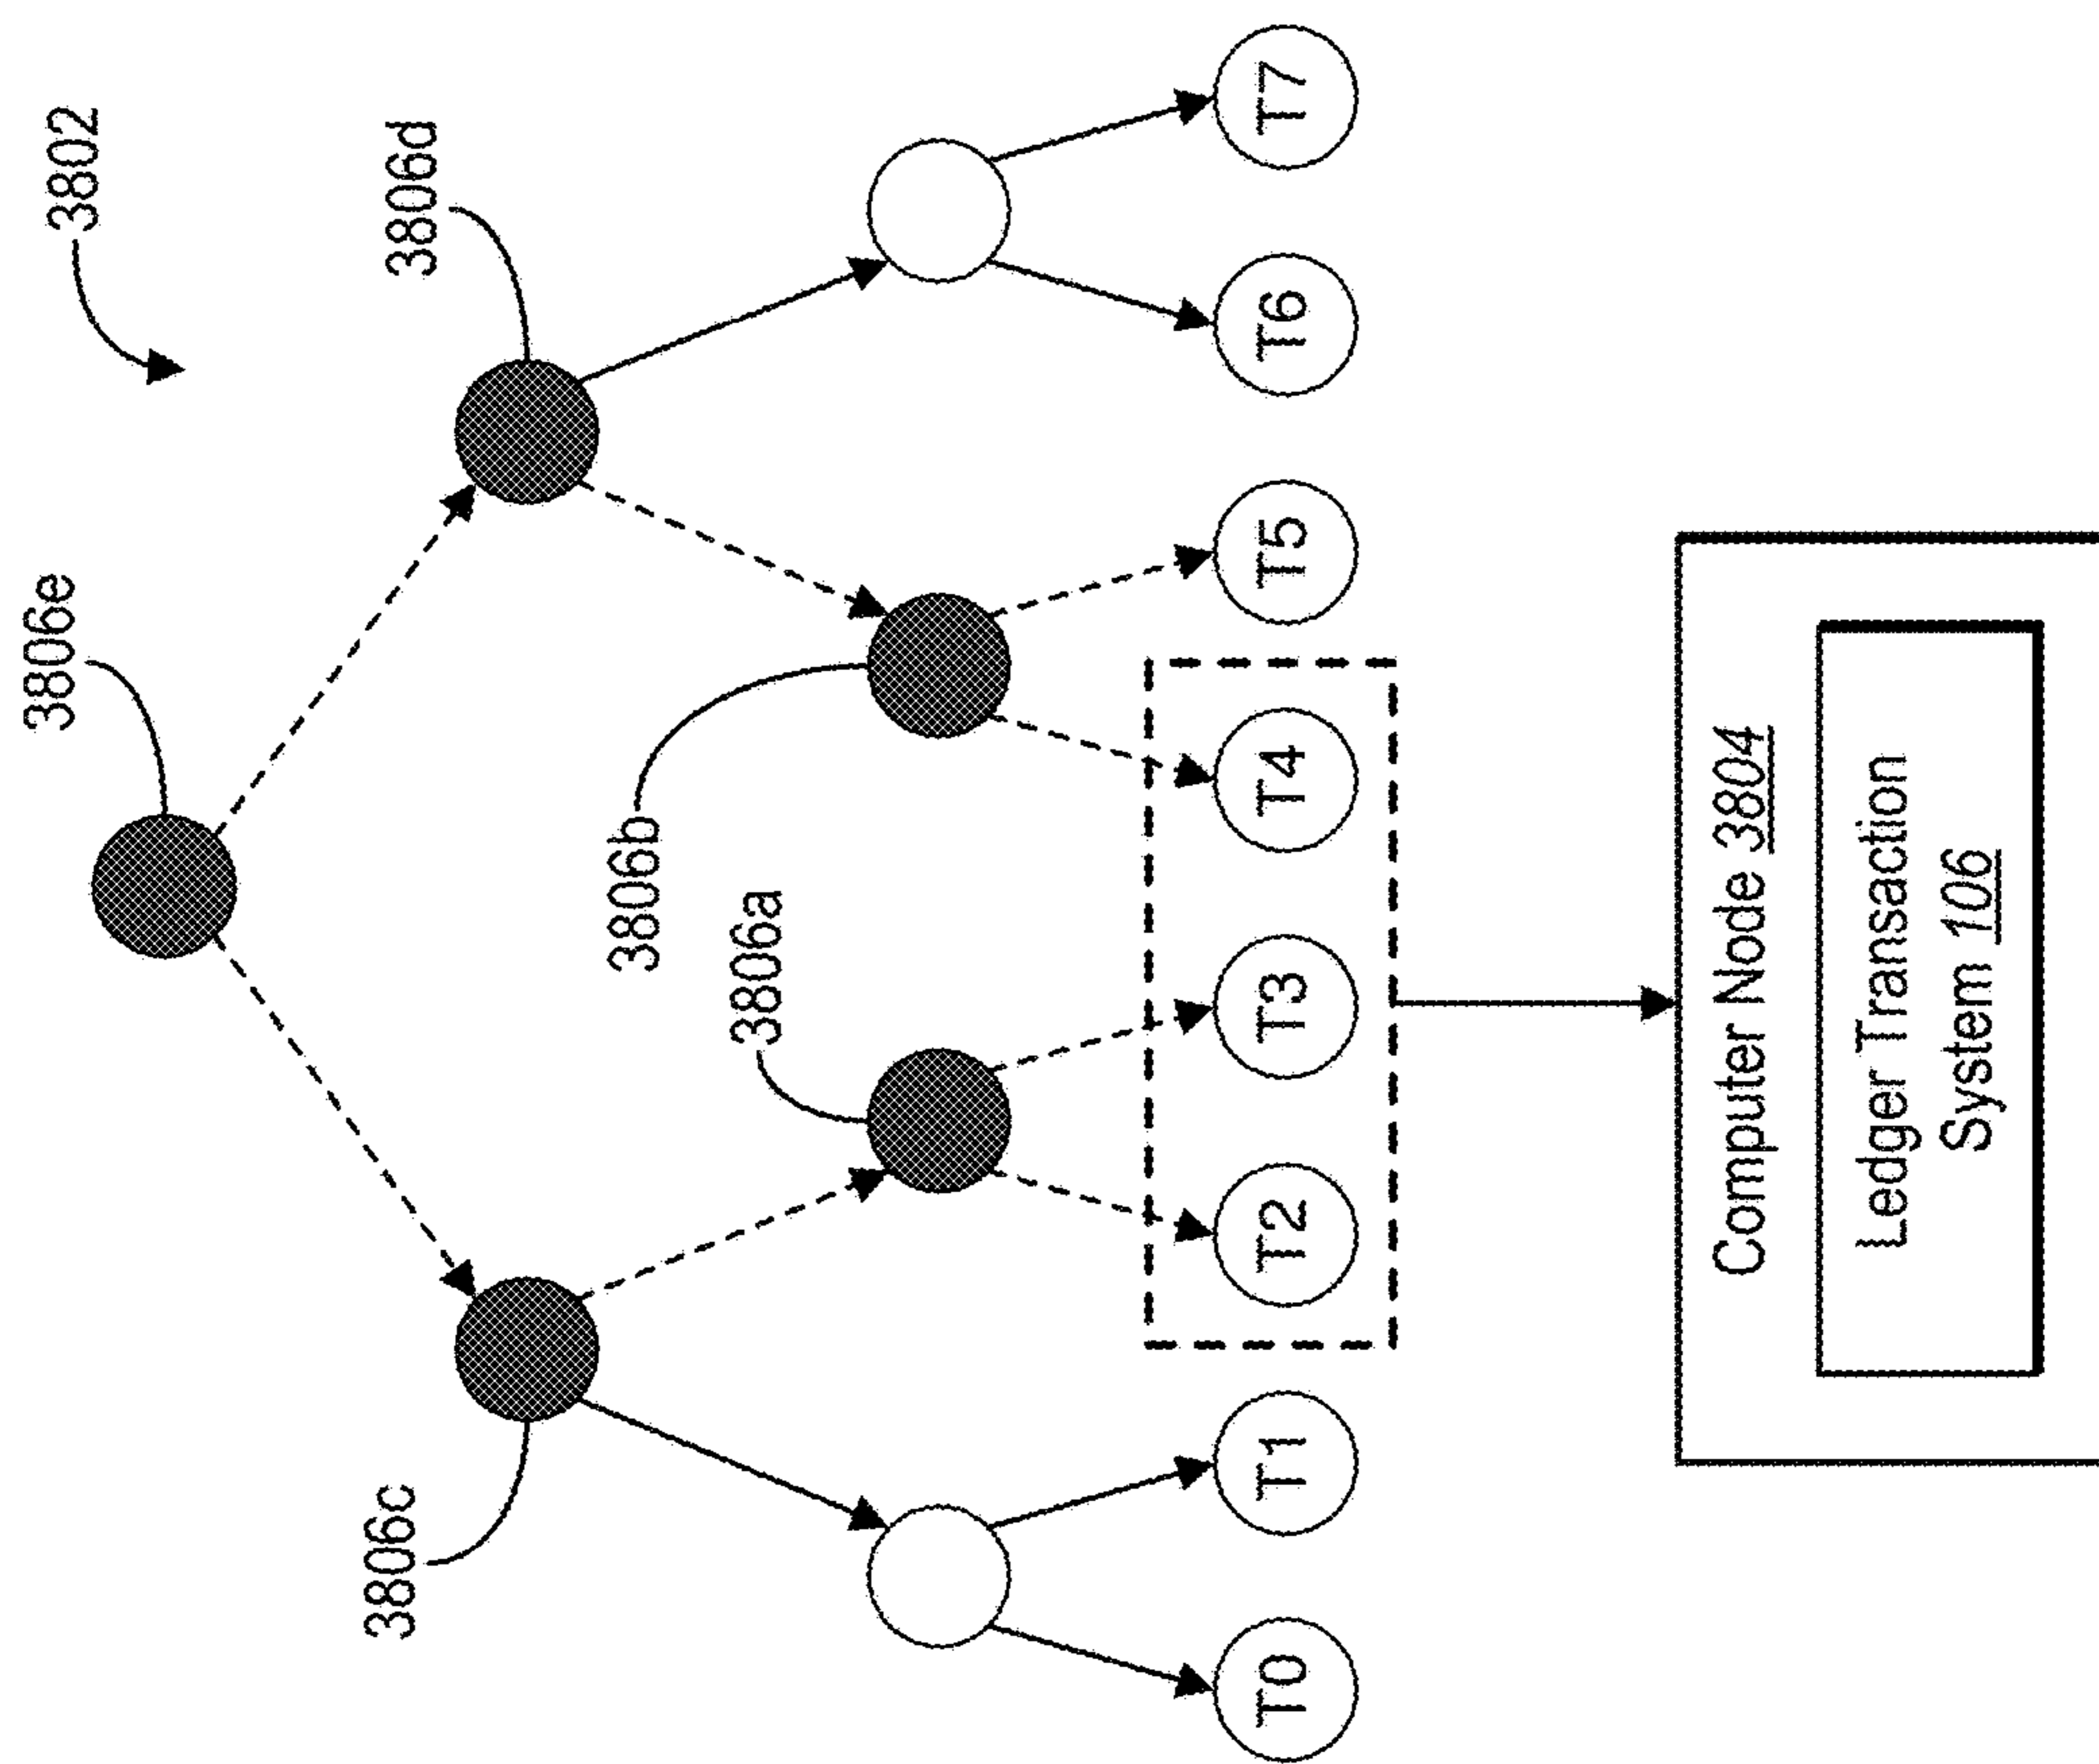 3802
3806e
3806c
3806d
3806b
3806a
T0
T1
T2
T3
T4
T5
T6
T7
Computer Node 3804
Ledger Transaction
System 106